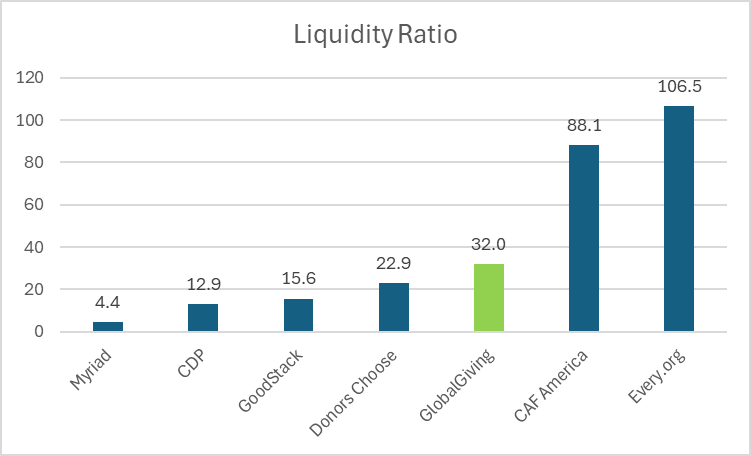 Liquidity Ratio
120
100
80
60
40
20
0
4.4
12.9
15.6
22.9
32.0
88.1
106.5
Myriad
CDP
GoodStack
Donors Choose
GlobalGiving
CAF America
Every.org